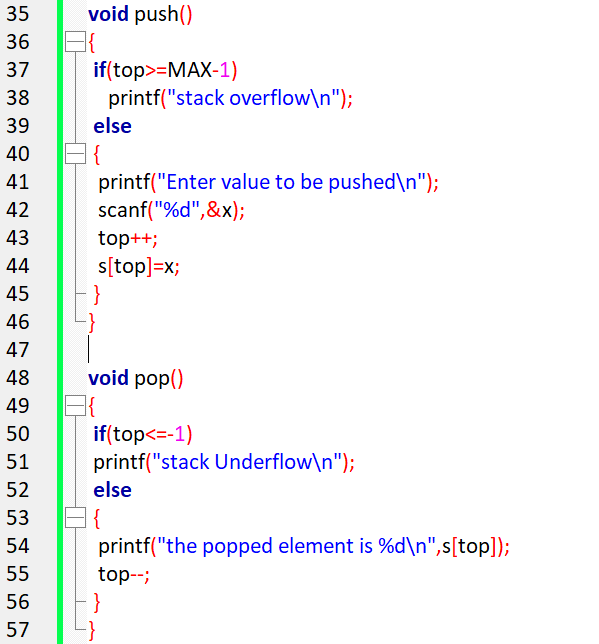 35 void push()
36 {
37 if(top>=MAX-1)
38 printf("stack overflow\n");
39 else
40 {
41 printf("Enter value to be pushed\n");
42 scanf("%d",&x);
43 top++;
44 s[top]=x;
45 }
46 }
47
48 void pop()
49 {
50 if(top<=-1)
51 printf("stack Underflow\n");
52 else
53 {
54 printf("the popped element is %d\n",s[top]);
55 top--;
56 }
57 }